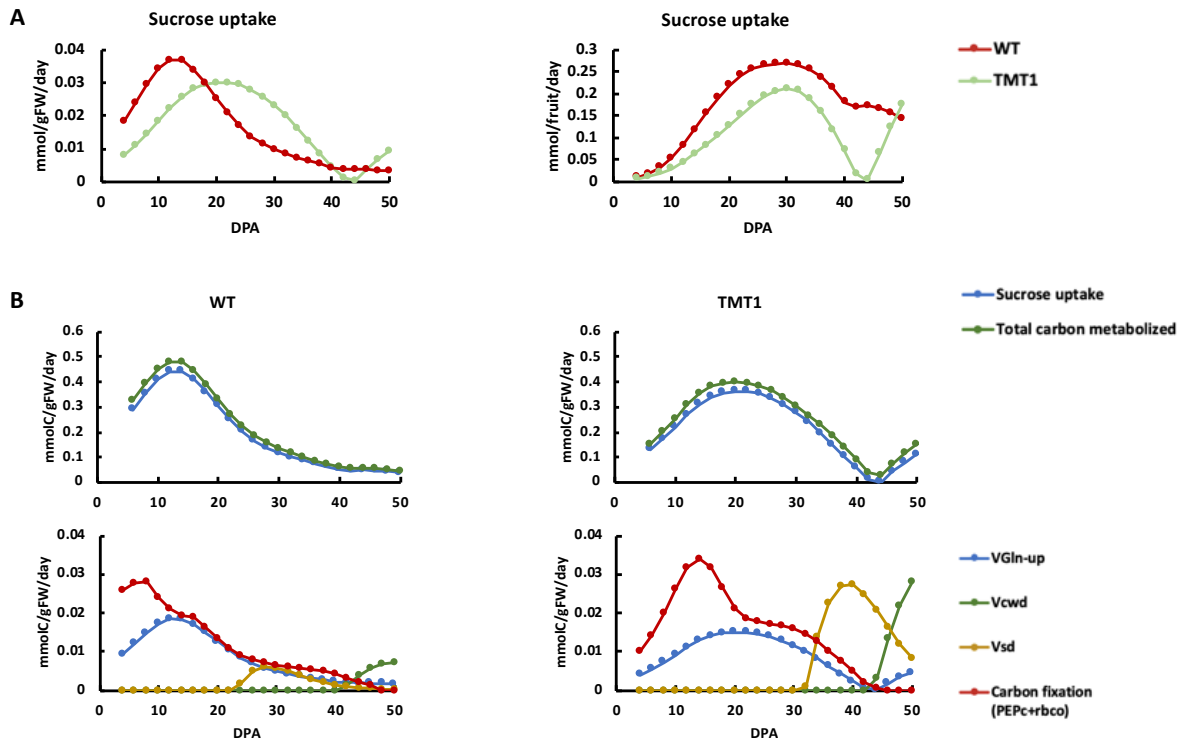 A
Sucrose uptake
mmol/gFW/day
0.04
0.03
0.02
0.01
0
0 10 20 30 40 50
DPA
Sucrose uptake
mmol/fruit/day
0.3
0.25
0.2
0.15
0.1
0.05
0
0 10 20 30 40 50
DPA
WT
TMT1
B
WT
mmolC/gFW/day
0.6
0.5
0.4
0.3
0.2
0.1
0
0 10 20 30 40 50
TMT1
mmolC/gFW/day
0.6
0.5
0.4
0.3
0.2
0.1
0
0 10 20 30 40 50
Sucrose uptake
Total carbon metabolized
mmolC/gFW/day
0.04
0.03
0.02
0.01
0
0 10 20 30 40 50
DPA
mmolC/gFW/day
0.04
0.03
0.02
0.01
0
0 10 20 30 40 50
DPA
VGln-up
Vcwd
Vsd
Carbon fixation
(PEPc+rbco)